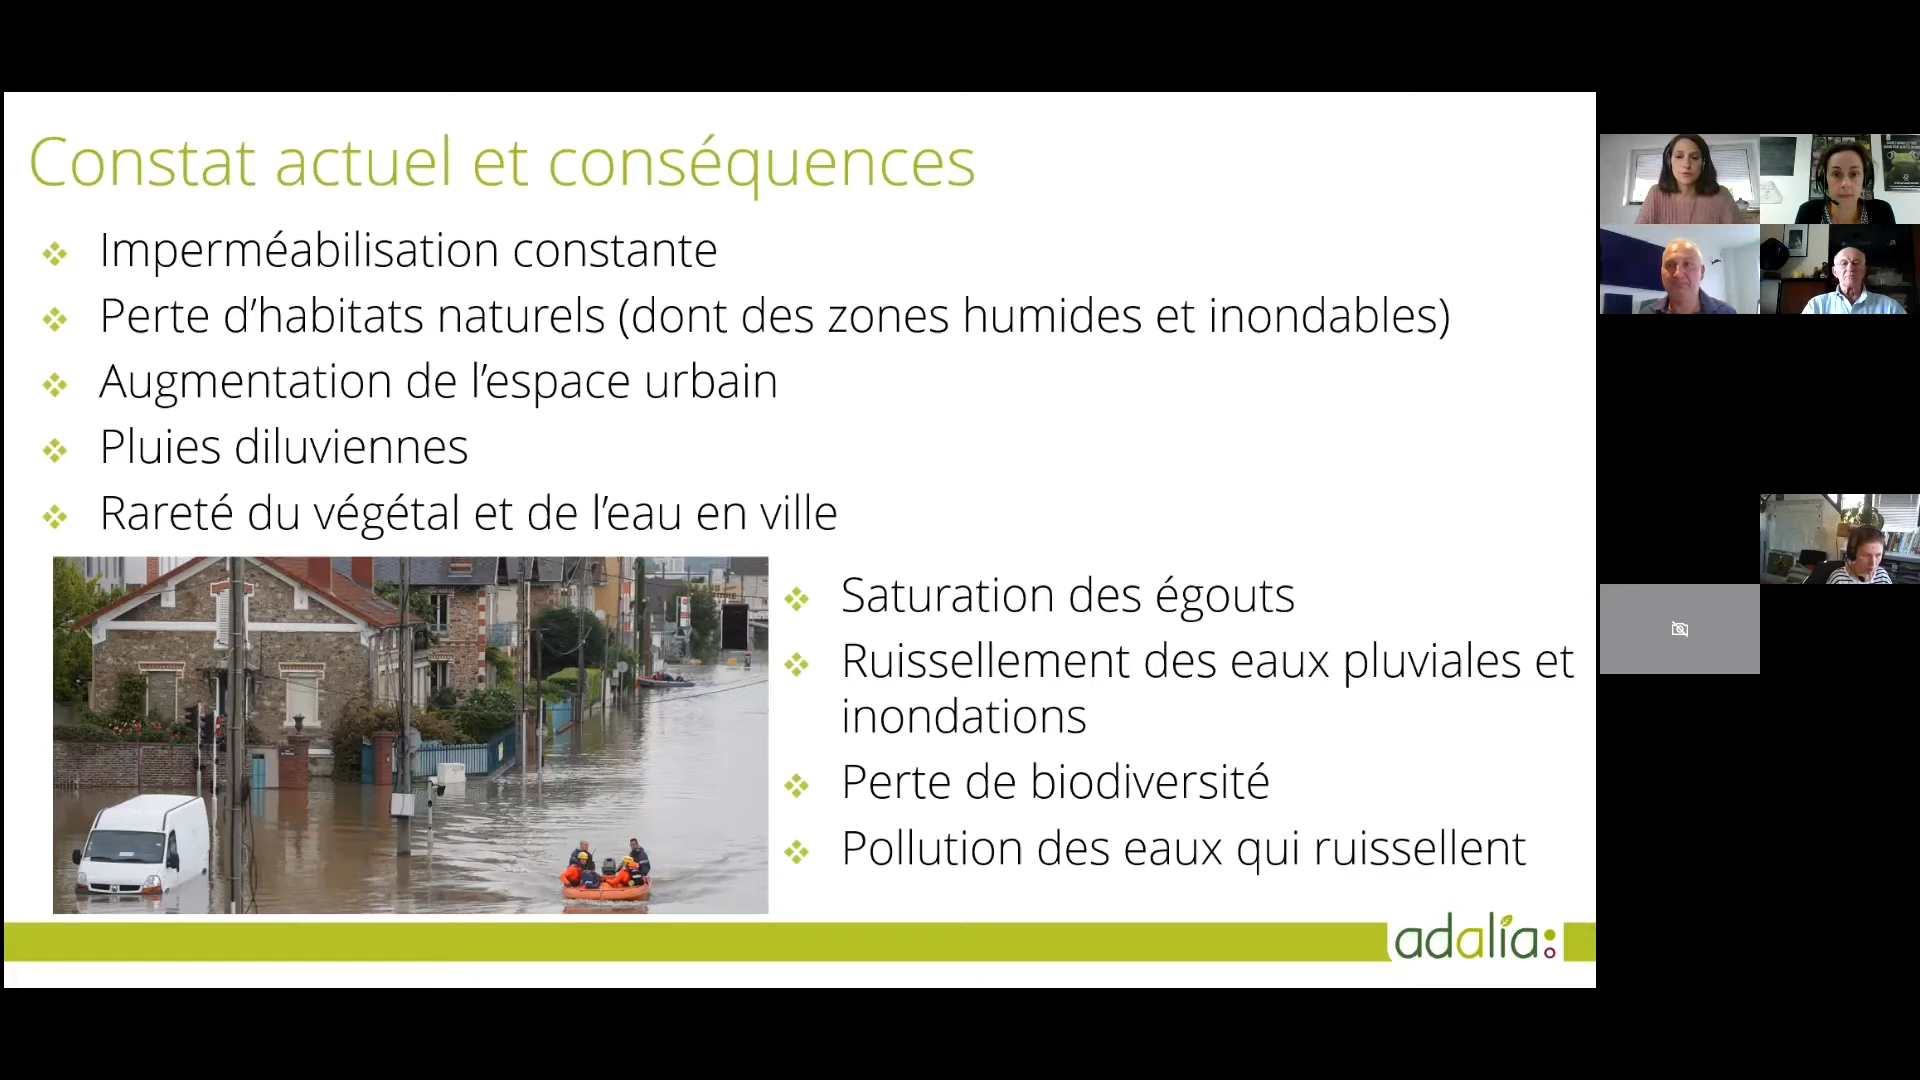 Constat actuel et conséquences
Imperméabilisation constante
Perte d’habitats naturels (dont des zones humides et inondables)
Augmentation de l’espace urbain
Pluies diluviennes
Rareté du végétal et de l’eau en ville
Saturation des égouts
Ruissellement des eaux pluviales et
inondations
Perte de biodiversité
Pollution des eaux qui ruissellent
adalia